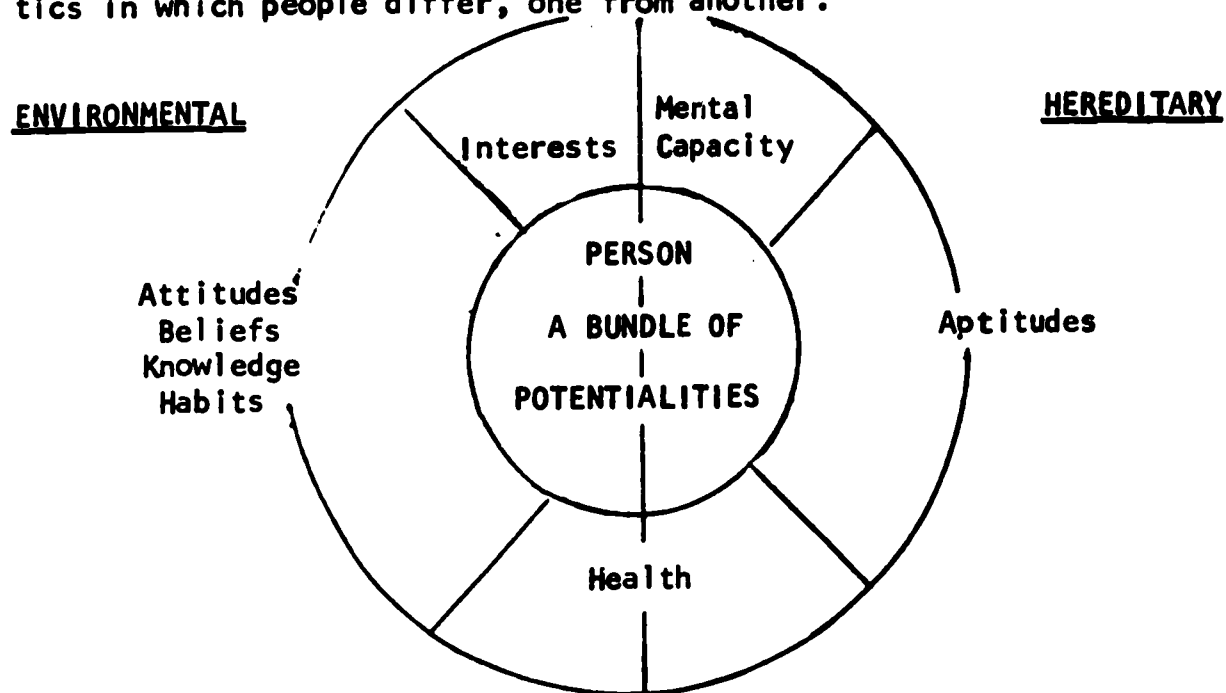 tics in which people differ, one from another.
ENVIRONMENTAL
HEREDITARY
Interests
Mental
Capacity
PERSON
A BUNDLE OF
POTENTIALITIES
Attitudes
Beliefs
Knowledge
Habits
Aptitudes
Health